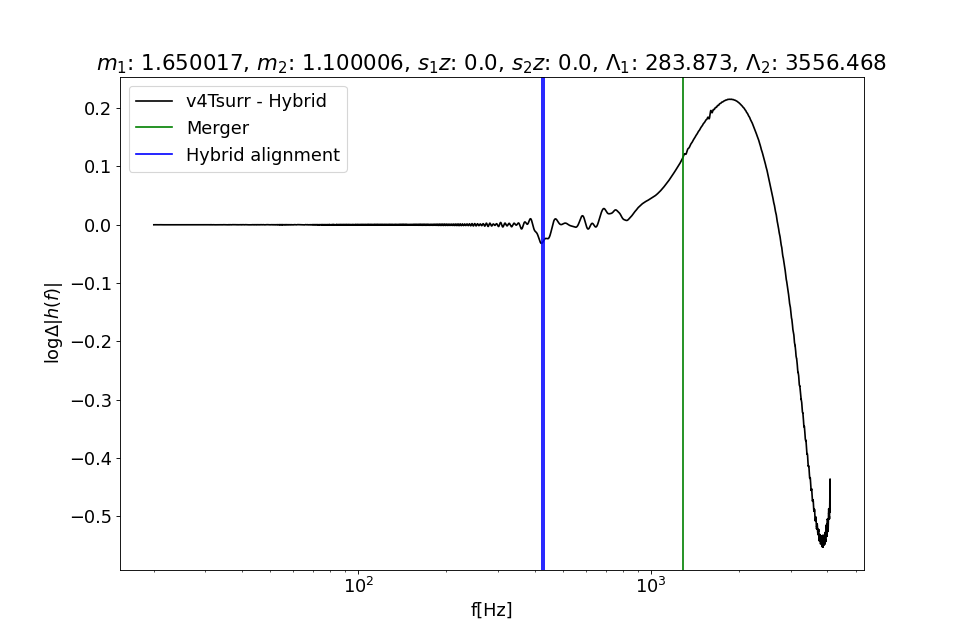 m₁: 1.650017, m₂: 1.100006, s₁z: 0.0, s₂z: 0.0, Λ₁: 283.873, Λ₂: 3556.468
v4Tsurr - Hybrid
Merger
Hybrid alignment
0.2
0.1
0.0
−0.1
−0.2
−0.3
−0.4
−0.5
logΔ|h(f)|
10² 10³
f[Hz]